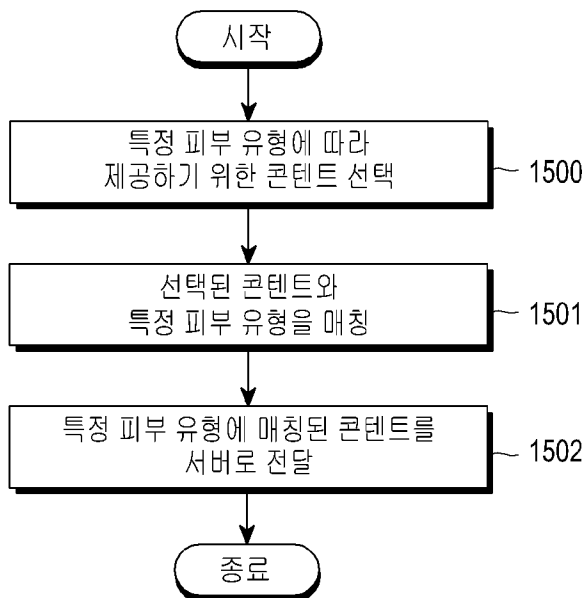 시작
특정 피부 유형에 따라
제공하기 위한 콘텐트 선택
1500
선택된 콘텐트와
특정 피부 유형을 매칭
1501
특정 피부 유형에 매칭된 콘텐트를
서버로 전달
1502
종료